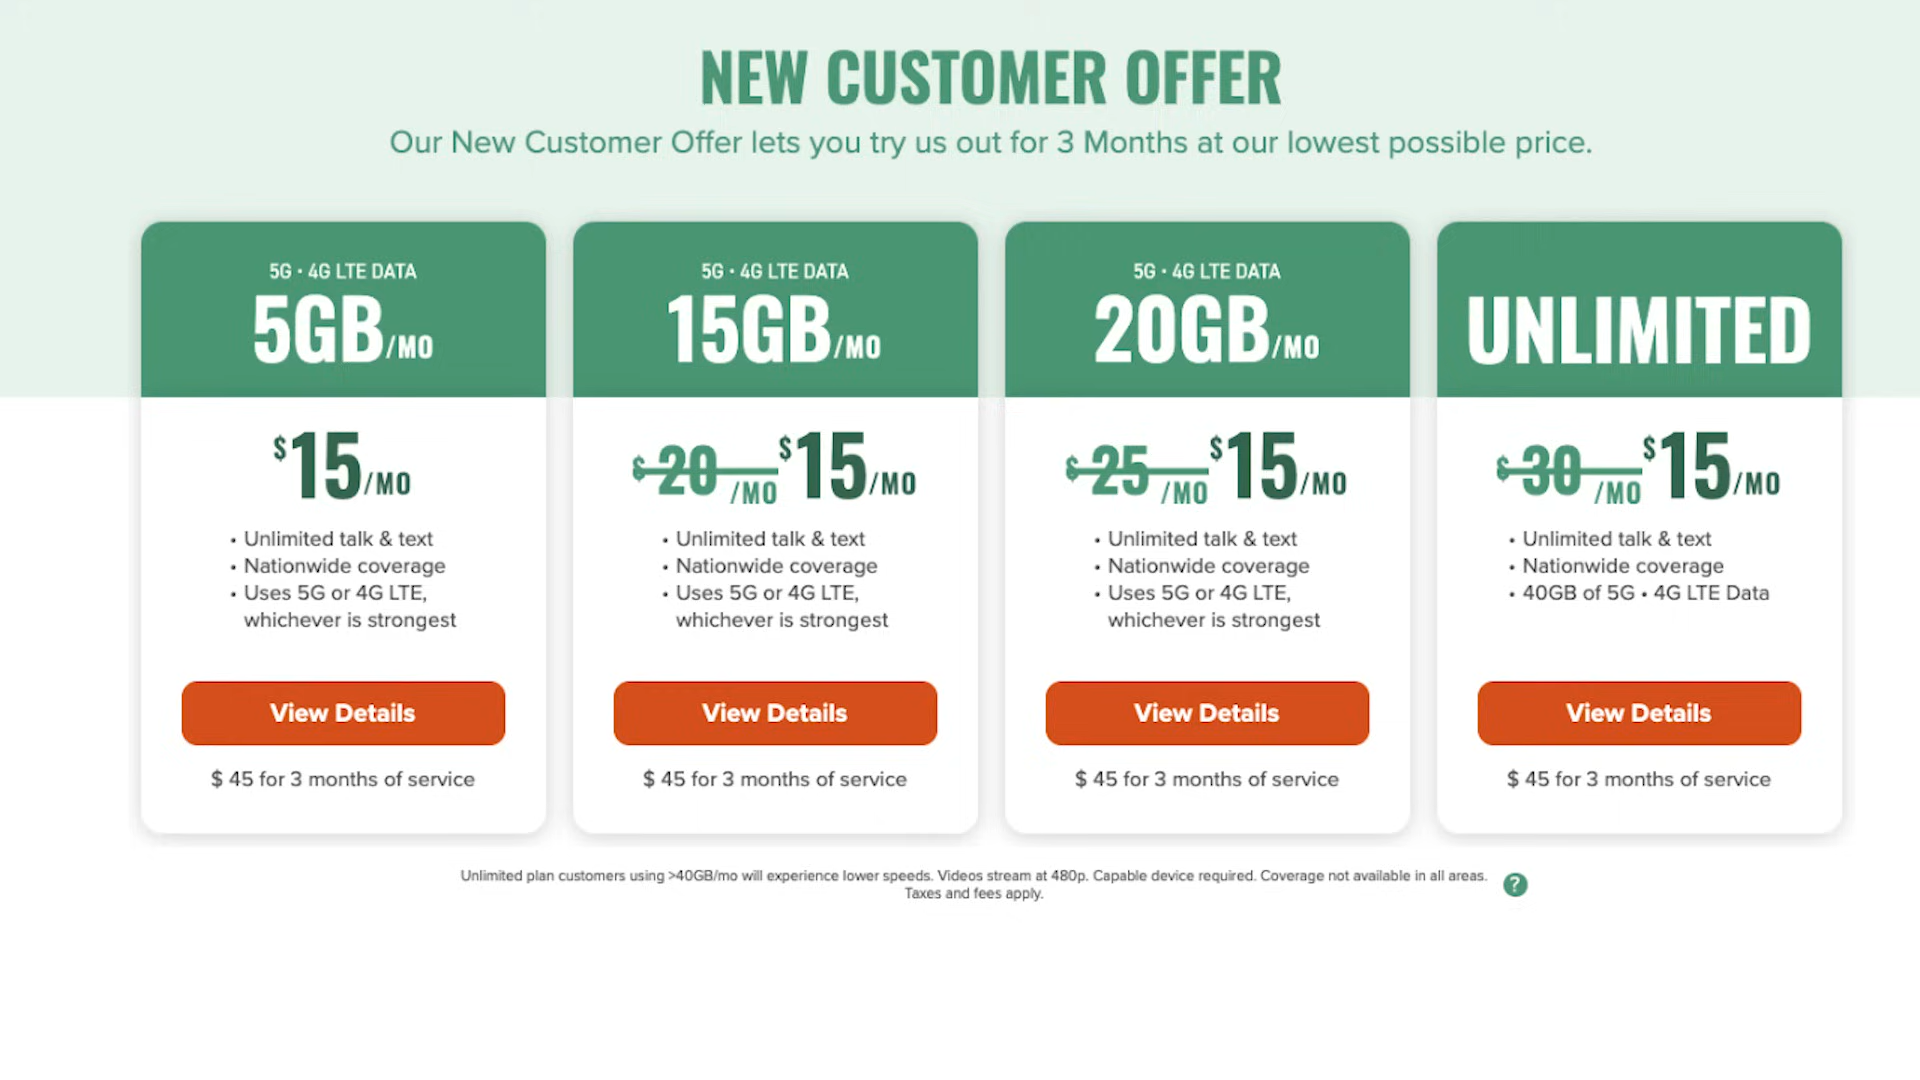 NEW CUSTOMER OFFER
Our New Customer Offer lets you try us out for 3 Months at our lowest possible price.
5G • 4G LTE DATA
5GB/MO
$15/MO
• Unlimited talk & text
• Nationwide coverage
• Uses 5G or 4G LTE,
whichever is strongest
View Details
$ 45 for 3 months of service
5G • 4G LTE DATA
15GB/MO
$20/MO $15/MO
• Unlimited talk & text
• Nationwide coverage
• Uses 5G or 4G LTE,
whichever is strongest
View Details
$ 45 for 3 months of service
5G • 4G LTE DATA
20GB/MO
$25/MO $15/MO
• Unlimited talk & text
• Nationwide coverage
• Uses 5G or 4G LTE,
whichever is strongest
View Details
$ 45 for 3 months of service
UNLIMITED
$30/MO $15/MO
• Unlimited talk & text
• Nationwide coverage
• 40GB of 5G • 4G LTE Data
View Details
$ 45 for 3 months of service
Unlimited plan customers using >40GB/mo will experience lower speeds. Videos stream at 480p. Capable device required. Coverage not available in all areas.
Taxes and fees apply.
?